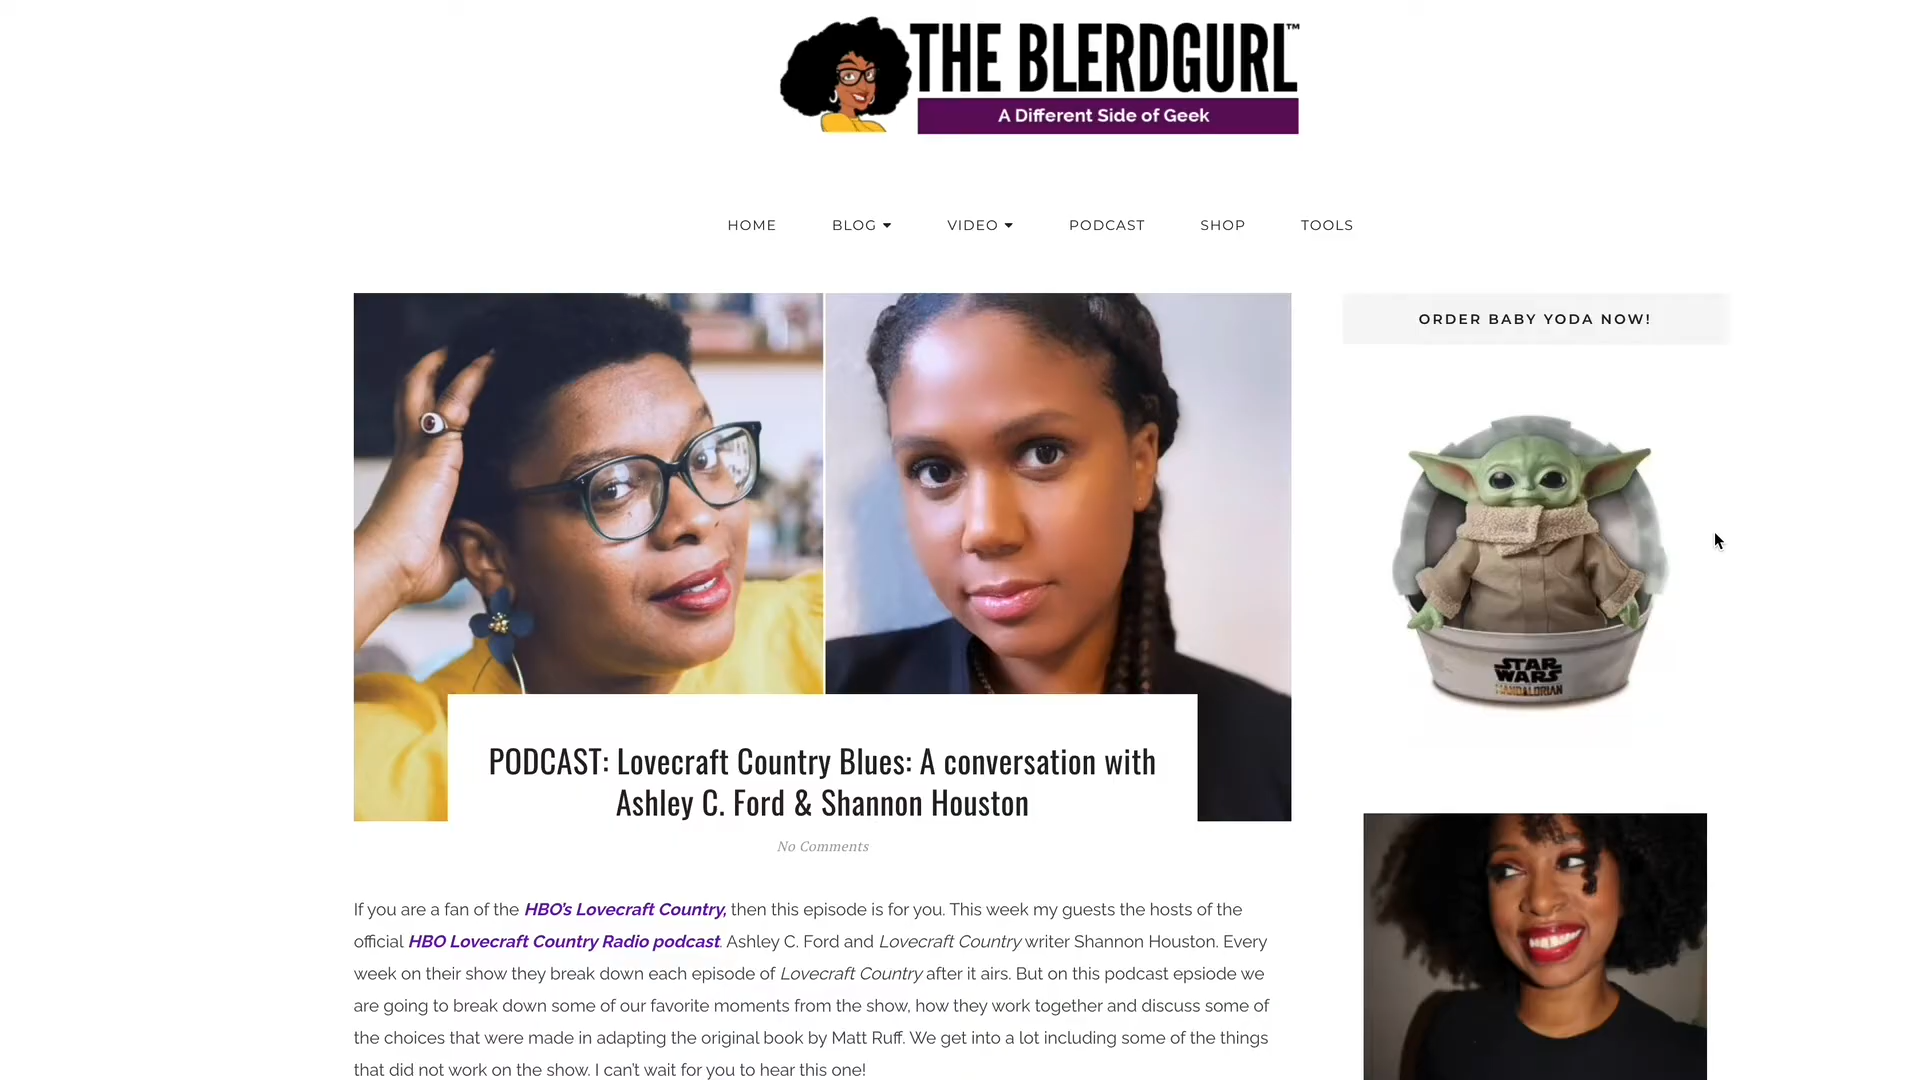 THE BLERDGURL™
A Different Side of Geek
HOME BLOG VIDEO PODCAST SHOP TOOLS
ORDER BABY YODA NOW!
STAR
WARS
MANDALORIAN
PODCAST: Lovecraft Country Blues: A conversation with
Ashley C. Ford & Shannon Houston
No Comments
If you are a fan of the HBO's Lovecraft Country, then this episode is for you. This week my guests the hosts of the
official HBO Lovecraft Country Radio podcast. Ashley C. Ford and Lovecraft Country writer Shannon Houston. Every
week on their show they break down each episode of Lovecraft Country after it airs. But on this podcast epsiode we
are going to break down some of our favorite moments from the show, how they work together and discuss some of
the choices that were made in adapting the original book by Matt Ruff. We get into a lot including some of the things
that did not work on the show. I can't wait for you to hear this one!